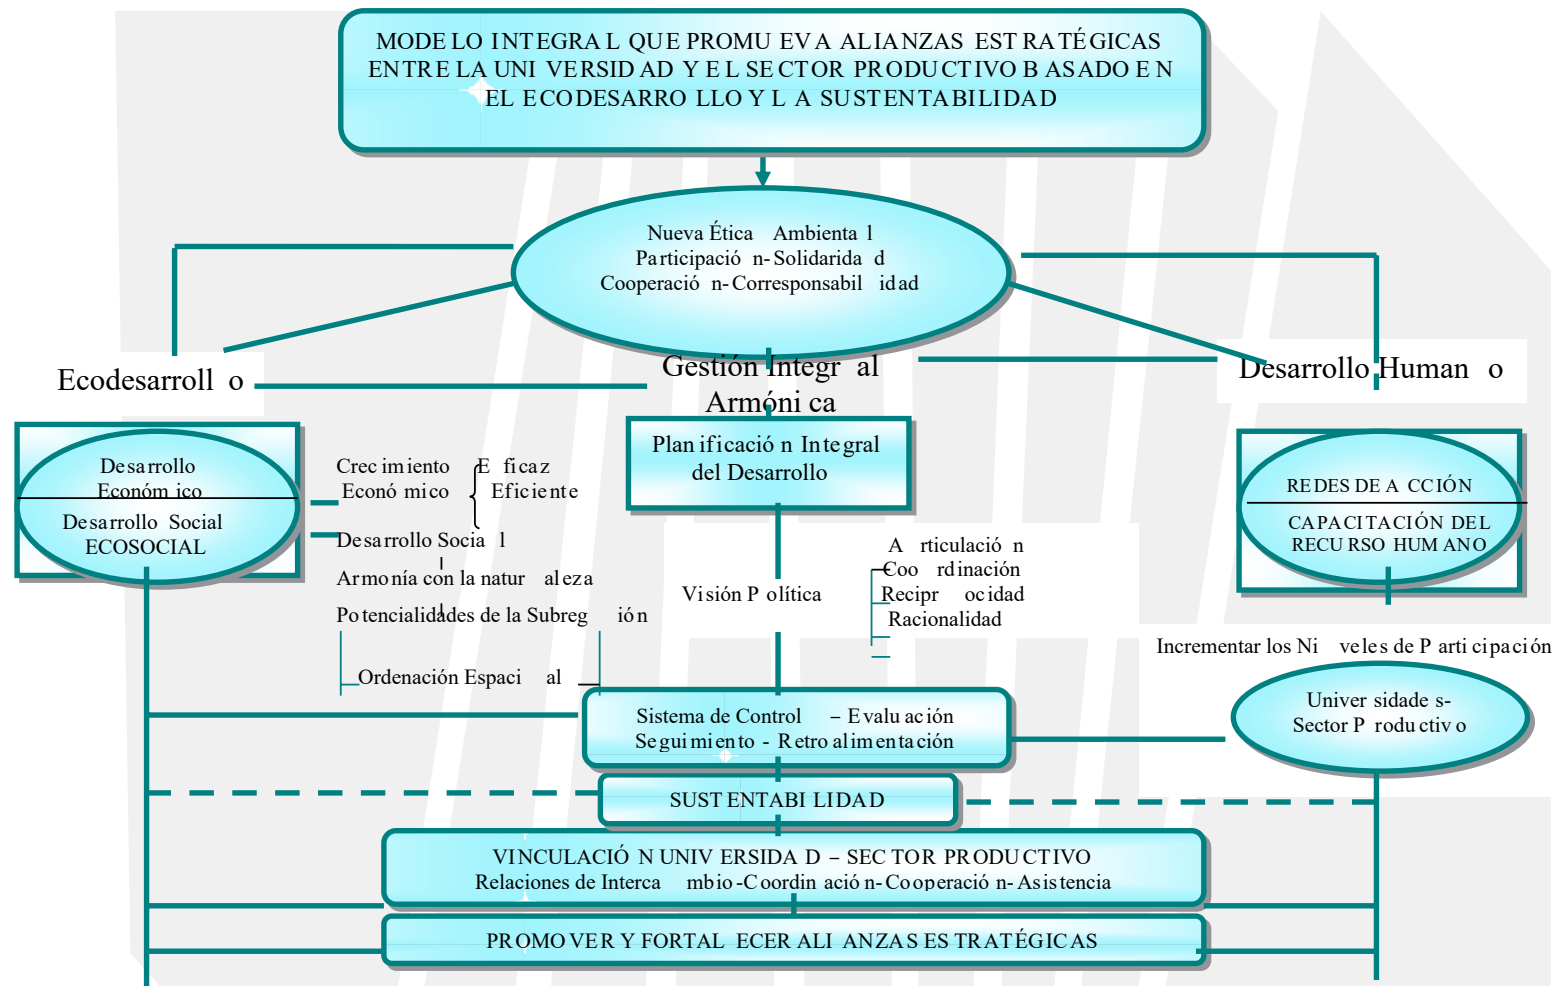 MODELO INTEGRAL QUE PROMUEVA ALIANZAS ESTRATÉGICAS
ENTRE LA UNIVERSIDAD Y EL SECTOR PRODUCTIVO BASADO EN
EL ECODESARROLLO Y LA SUSTENTABILIDAD
Nueva Ética Ambiental
Participación-Solidaridad
Cooperación-Corresponsabilidad
Ecodesarrollo
Gestión Integral
Armónica
Desarrollo Humano
Desarrollo
Económico
Desarrollo Social
ECOSOCIAL
Crecimiento Eficaz
Económico Eficiente
Desarrollo Social
Armonía con la naturaleza
Potencialidades de la Subregión
Ordenación Espacial
Planificación Integral
del Desarrollo
Visión Política
Articulación
Coordinación
Reciprocidad
Racionalidad
REDES DE ACCIÓN
CAPACITACIÓN DEL
RECURSO HUMANO
Incrementar los Niveles de Participación
Universidades-
Sector Productivo
Sistema de Control – Evaluación
Seguimiento - Retroalimentación
SUSTENTABILIDAD
VINCULACIÓN UNIVERSIDAD – SECTOR PRODUCTIVO
Relaciones de Intercambio-Coordinación-Cooperación-Asistencia
PROMOVER Y FORTALECER ALIANZAS ESTRATÉGICAS